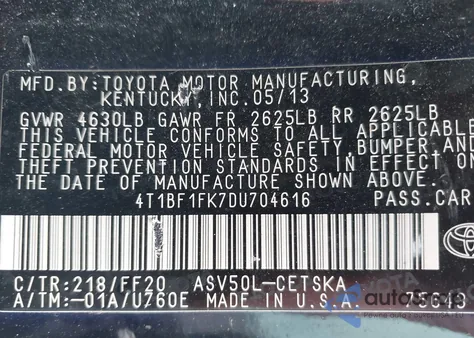 MFD.BY:TOYOTA MOTOR MANUFACTURING,
KENTUCKY, INC.05/13
GVWR 4630LB GAWR FR 2625LB RR 2625LB
THIS VEHICLE CONFORMS TO ALL APPLICABLE
FEDERAL MOTOR VEHICLE SAFETY, BUMPER, AND
THEFT PREVENTION STANDARDS IN EFFECT ON
THE DATE OF MANUFACTURE SHOWN ABOVE.
4T1BF1FK7DU704616 PASS.CAR
C/TR:218/FF20 ASV50L-CETSKA
A/TM:-01A/U760E MADE IN U.S.A.